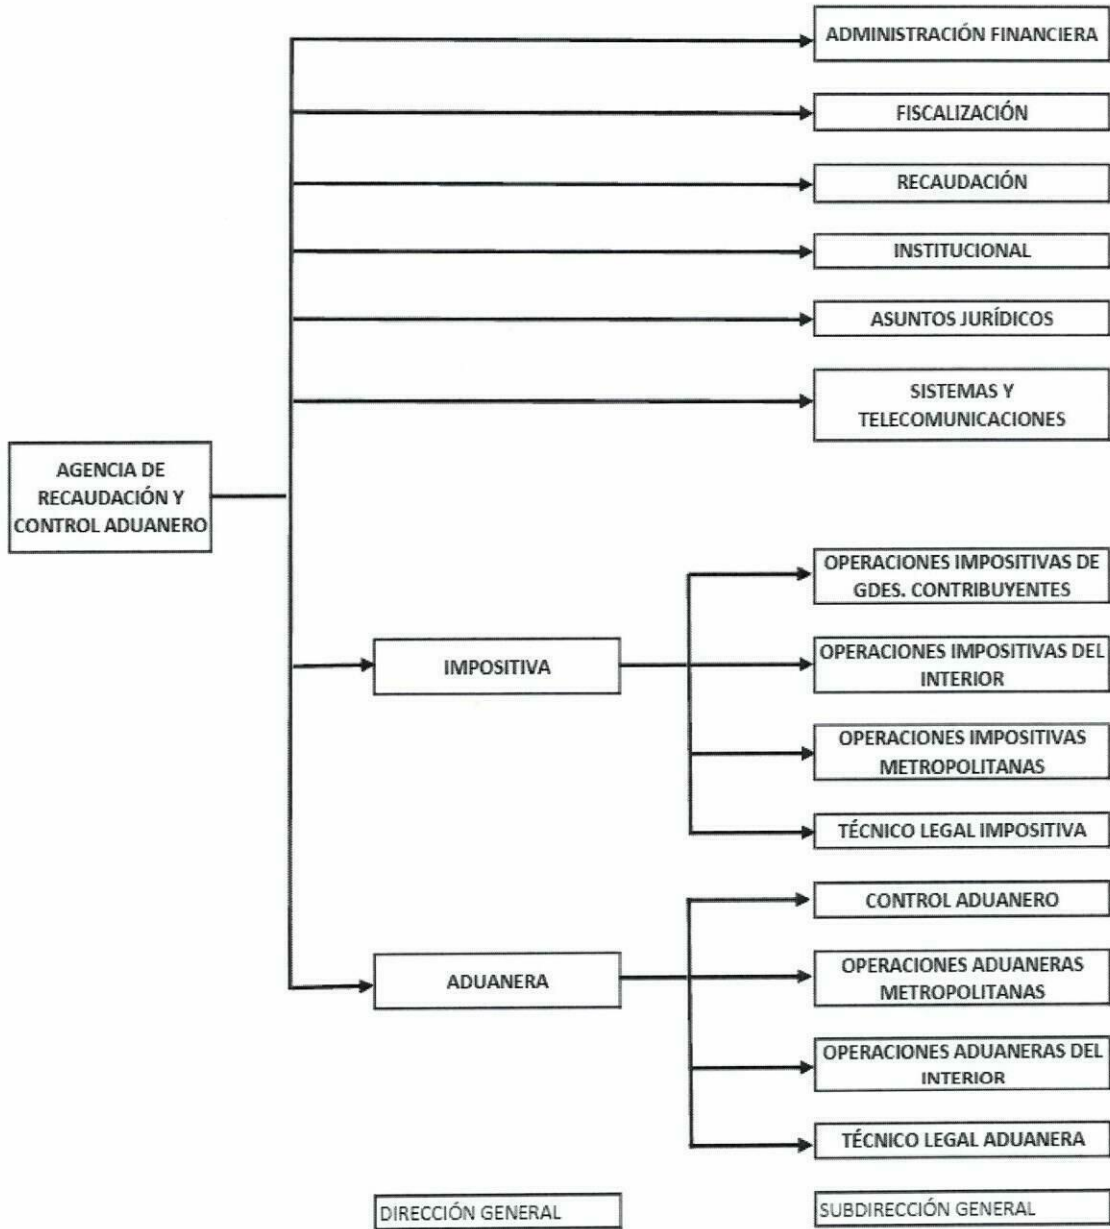 ADMINISTRACIÓN FINANCIERA
FISCALIZACIÓN
RECAUDACIÓN
INSTITUCIONAL
ASUNTOS JURÍDICOS
SISTEMAS Y
TELECOMUNICACIONES
AGENCIA DE
RECAUDACIÓN Y
CONTROL ADUANERO
OPERACIONES IMPOSITIVAS DE
GDES. CONTRIBUYENTES
IMPOSITIVA
OPERACIONES IMPOSITIVAS DEL
INTERIOR
OPERACIONES IMPOSITIVAS
METROPOLITANAS
TÉCNICO LEGAL IMPOSITIVA
CONTROL ADUANERO
ADUANERA
OPERACIONES ADUANERAS
METROPOLITANAS
OPERACIONES ADUANERAS DEL
INTERIOR
TÉCNICO LEGAL ADUANERA
DIRECCIÓN GENERAL
SUBDIRECCIÓN GENERAL